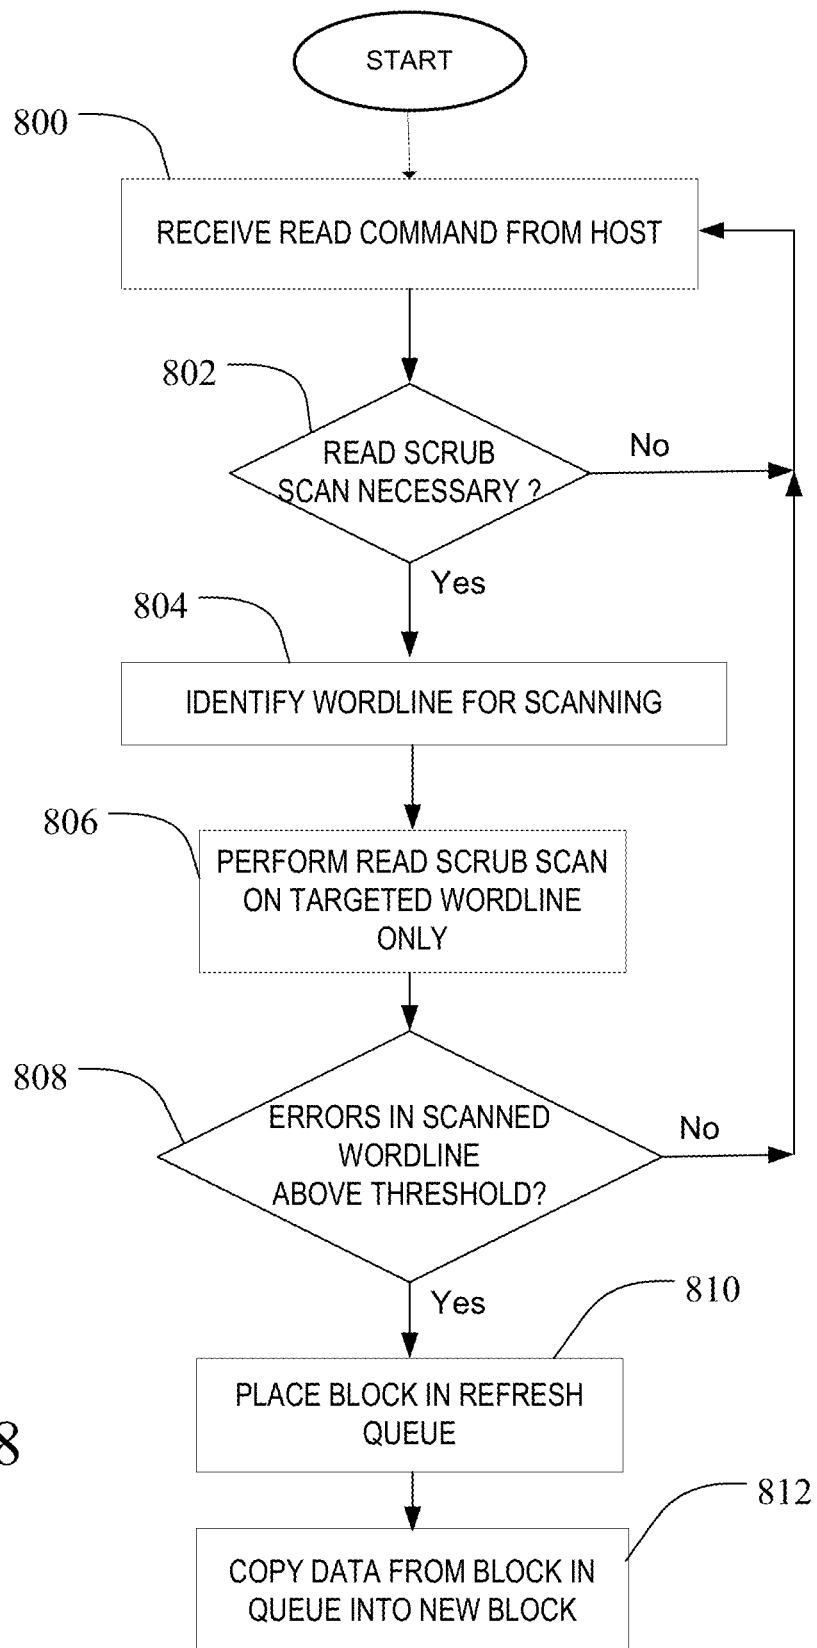 START
800
RECEIVE READ COMMAND FROM HOST
802
READ SCRUB
SCAN NECESSARY ?
No
Yes
804
IDENTIFY WORDLINE FOR SCANNING
806
PERFORM READ SCRUB SCAN
ON TARGETED WORDLINE
ONLY
808
ERRORS IN SCANNED
WORDLINE
ABOVE THRESHOLD?
No
Yes
810
PLACE BLOCK IN REFRESH
QUEUE
8
812
COPY DATA FROM BLOCK IN
QUEUE INTO NEW BLOCK